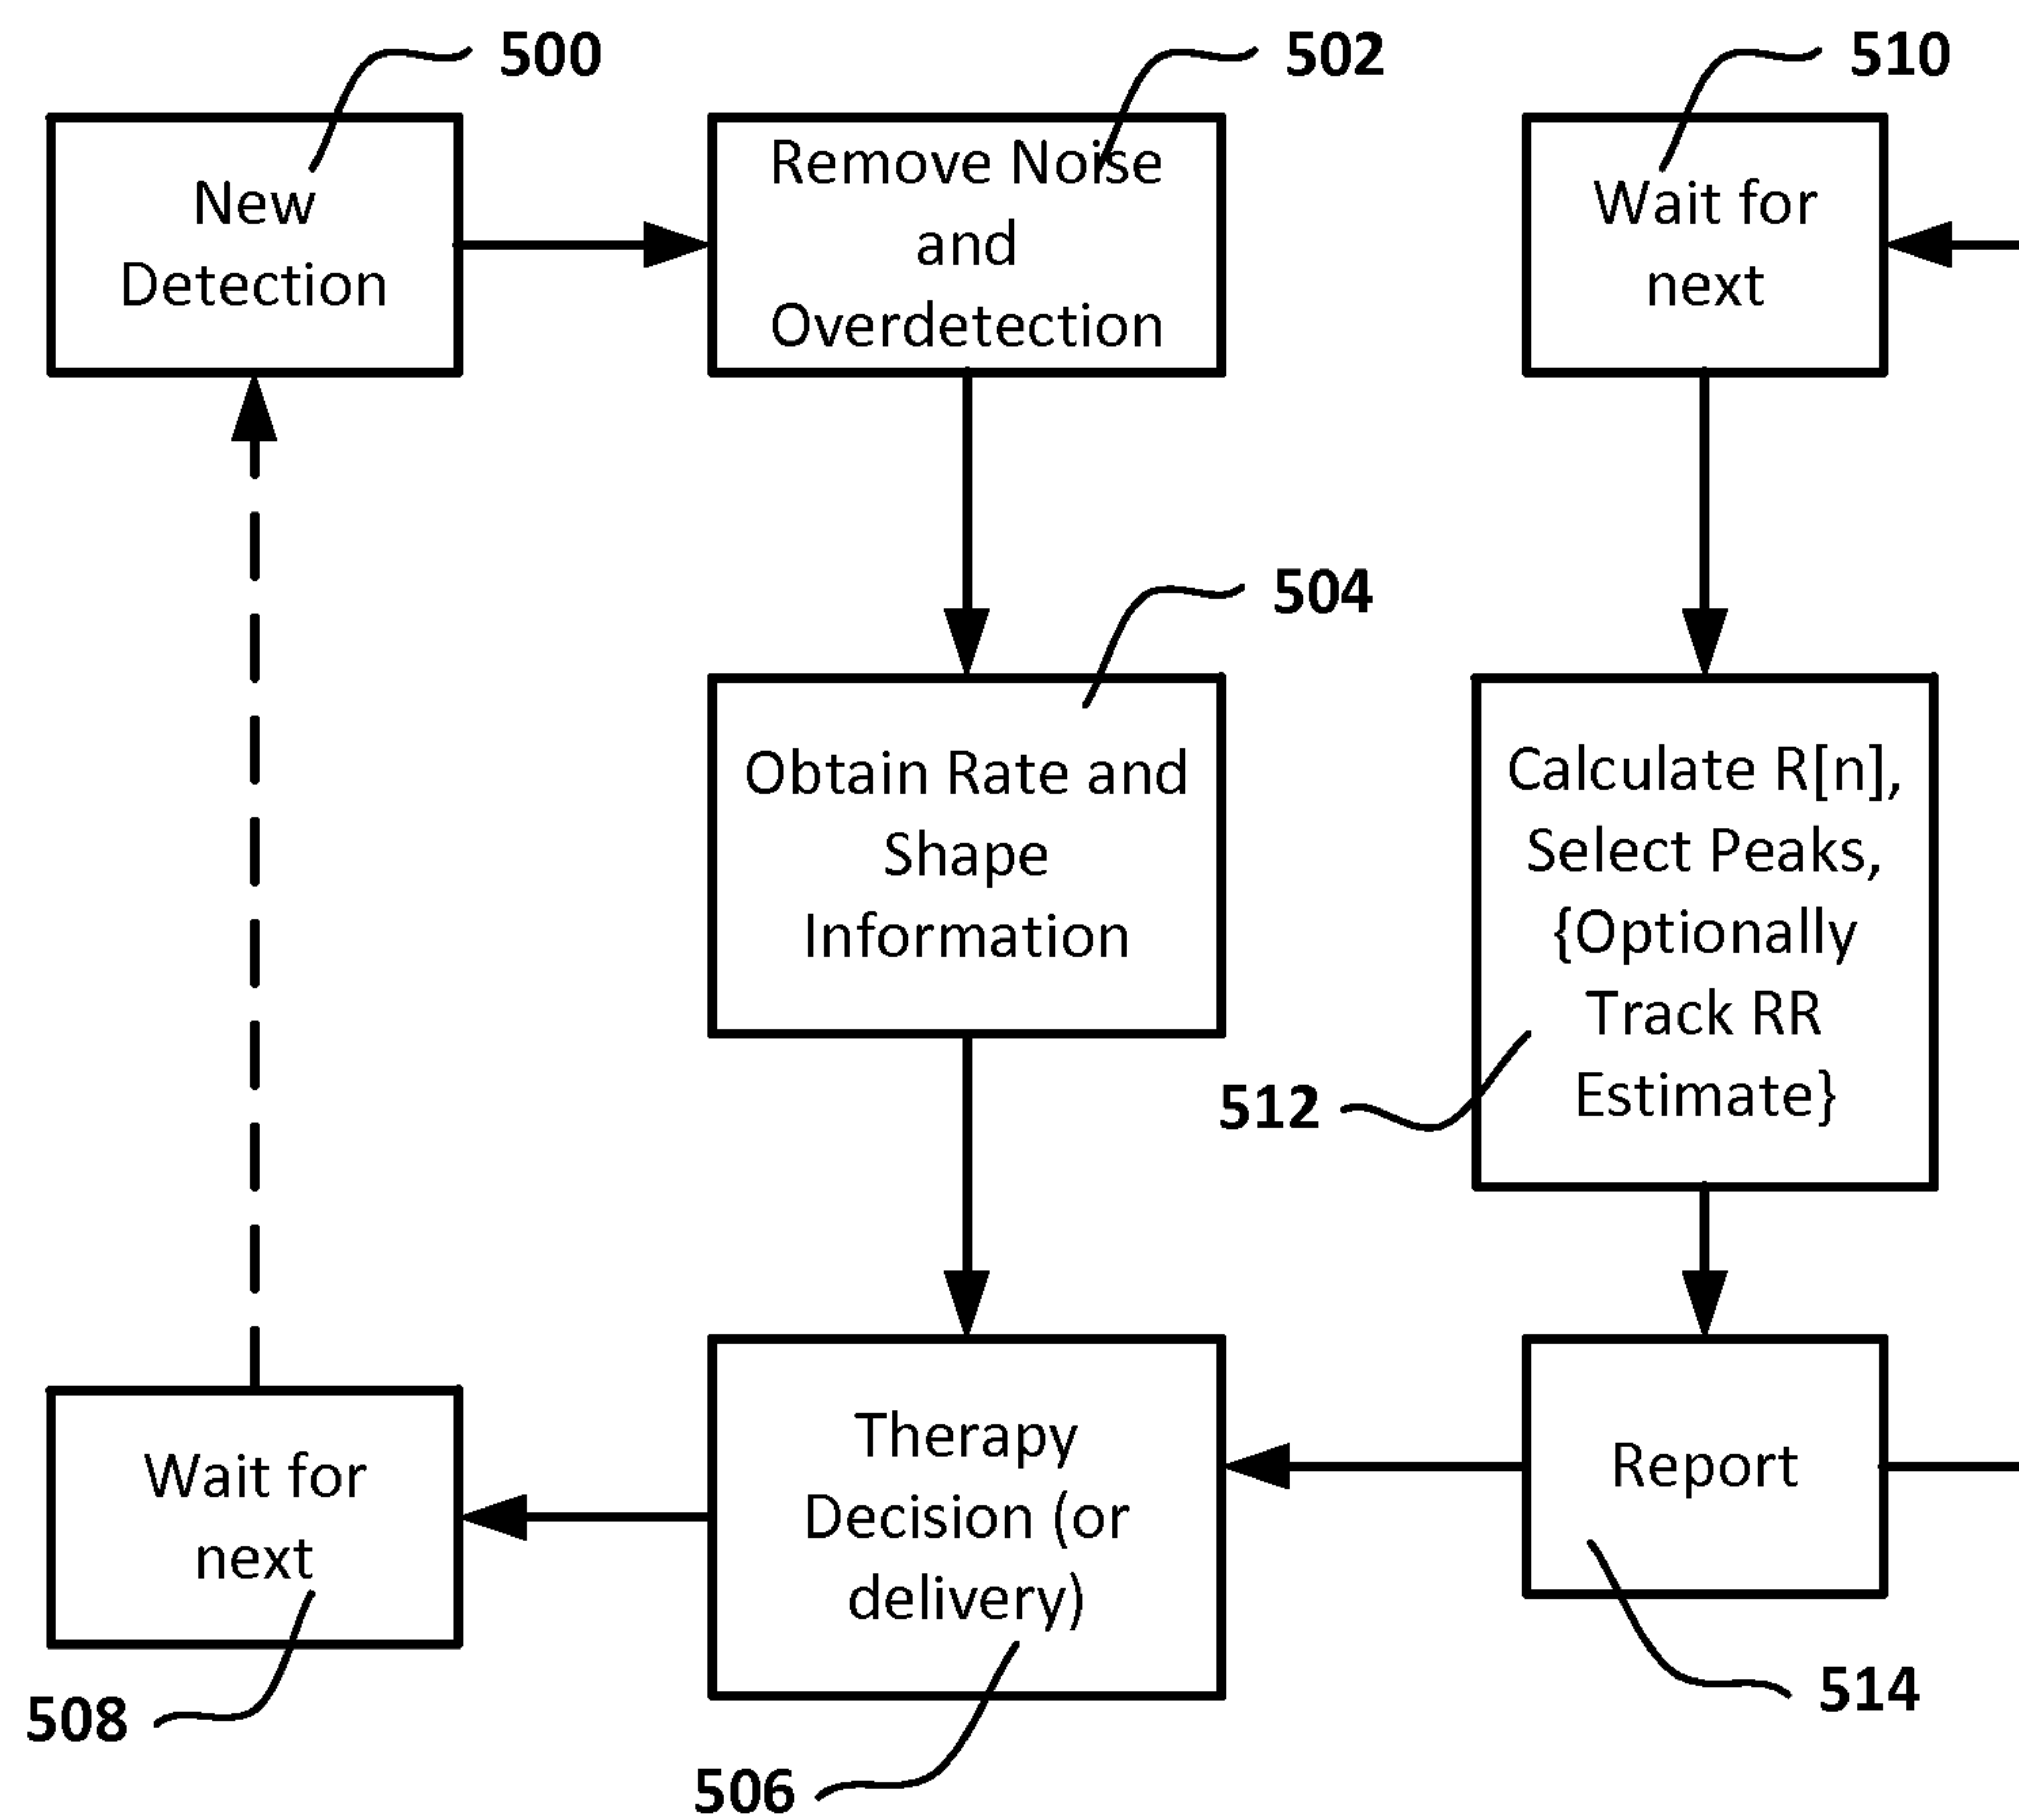 500
New
Detection
502
Remove Noise
and
Overdetection
504
Obtain Rate and
Shape
Information
506
Therapy
Decision (or
delivery)
508
Wait for
next
510
Wait for
next
512
Calculate R[n],
Select Peaks,
{Optionally
Track RR
Estimate}
514
Report